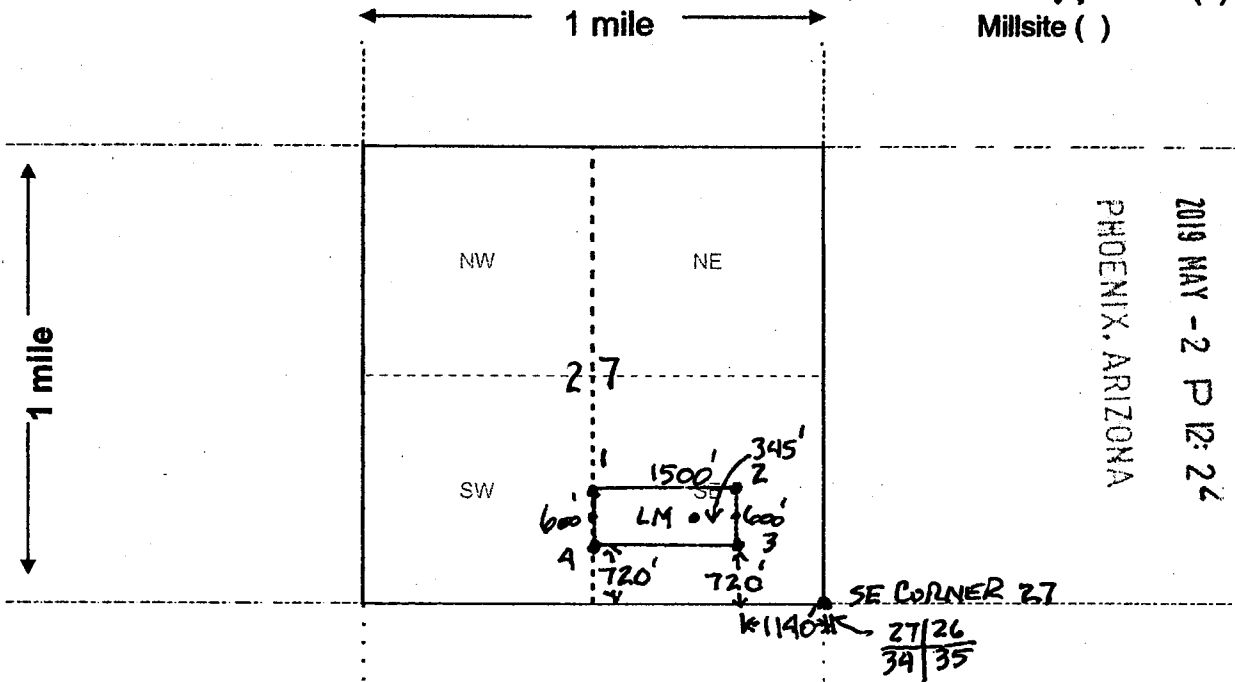 1 mile
Millsite ( )
1 mile
NW
NE
27
SW
SE
1
1500'
345'
2
600'
LM
600'
4
3
720'
720'
1140'
SE CORNER 27
27|26
34|35
2019 MAY -2 P 12: 26
PHOENIX, ARIZONA